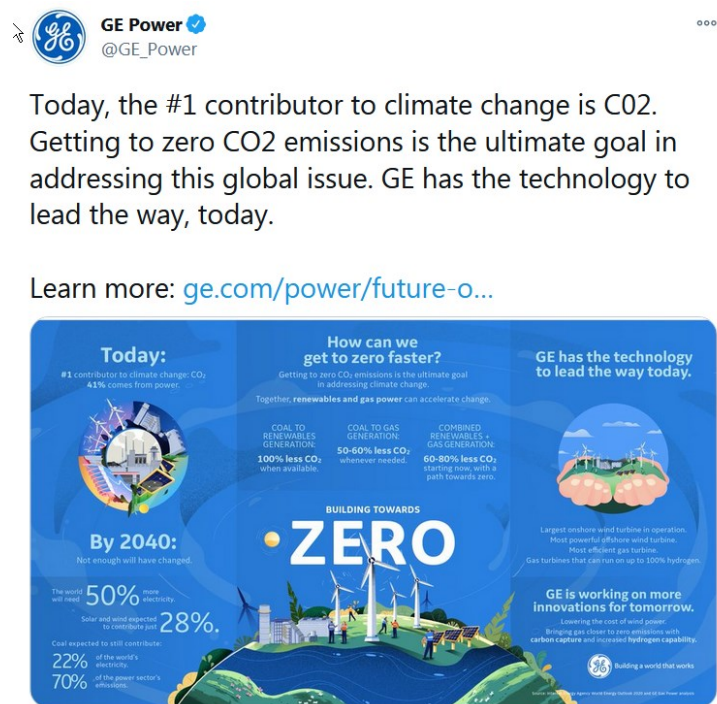 GE Power
@GE_Power
Today, the #1 contributor to climate change is C02.
Getting to zero CO2 emissions is the ultimate goal in
addressing this global issue. GE has the technology to
lead the way, today.
Learn more: ge.com/power/future-o...
Today:
#1 contributor to climate change: CO₂
41% comes from power.
By 2040:
Not enough will have changed.
The world
will need 50% more
electricity.
Solar and wind expected
to contribute just 28%.
Coal expected to still contribute:
22% of the world's
electricity.
70% of the power sector's
emissions.
How can we
get to zero faster?
Getting to zero CO₂ emissions is the ultimate goal
in addressing climate change.
Together, renewables and gas power can accelerate change.
COAL TO
RENEWABLES
GENERATION:
100% less CO₂
when available.
COAL TO GAS
GENERATION:
50-60% less CO₂
whenever needed.
COMBINED
RENEWABLES +
GAS GENERATION:
60-80% less CO₂
starting now, with a
path towards zero.
BUILDING TOWARDS
ZERO
GE has the technology
to lead the way today.
Largest onshore wind turbine in operation.
Most powerful offshore wind turbine.
Most efficient gas turbine.
Gas turbines that can run on up to 100% hydrogen.
GE is working on more
innovations for tomorrow.
Lowering the cost of wind power.
Bringing gas closer to zero emissions with
carbon capture and increased hydrogen capability.
Building a world that works